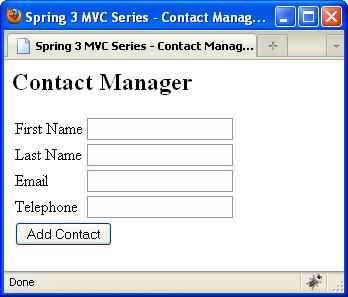 Spring 3 MVC Series - Contact Manag...
Spring 3 MVC Series - Contact Manag...
Contact Manager
First Name
Last Name
Email
Telephone
Add Contact
Done